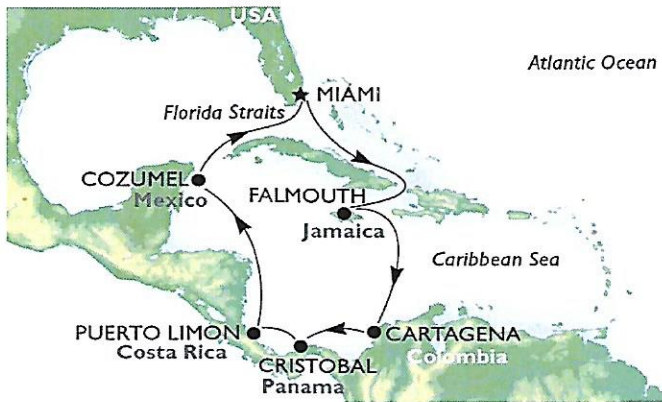 USA
Atlantic Ocean
MIAMI
Florida Straits
COZUMEL
Mexico
FALMOUTH
Jamaica
Caribbean Sea
PUERTO LIMON
Costa Rica
CARTAGENA
Colombia
CRISTOBAL
Panama